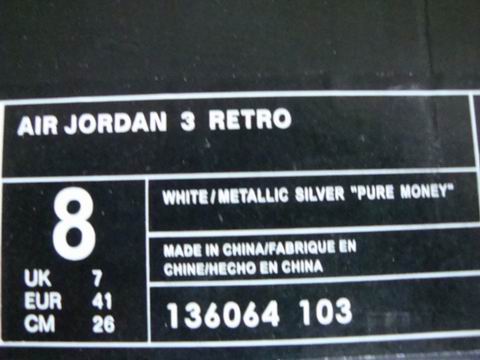 AIR JORDAN 3 RETRO
8
UK 7
EUR 41
CM 26
WHITE/METALLIC SILVER "PURE MONEY"
MADE IN CHINA/FABRIQUE EN
CHINE/HECHO EN CHINA
136064 103